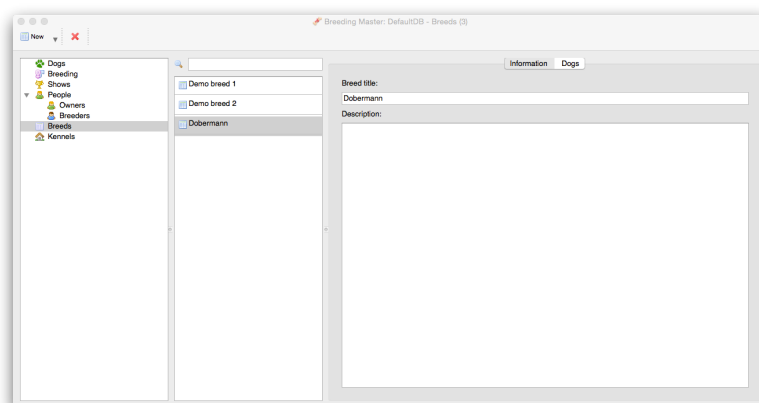 Breeding Master: DefaultDB - Breeds (3)
New
Dogs
Breeding
Shows
People
Owners
Breeders
Breeds
Kennels
Demo breed 1
Demo breed 2
Dobermann
Information Dogs
Breed title:
Dobermann
Description: